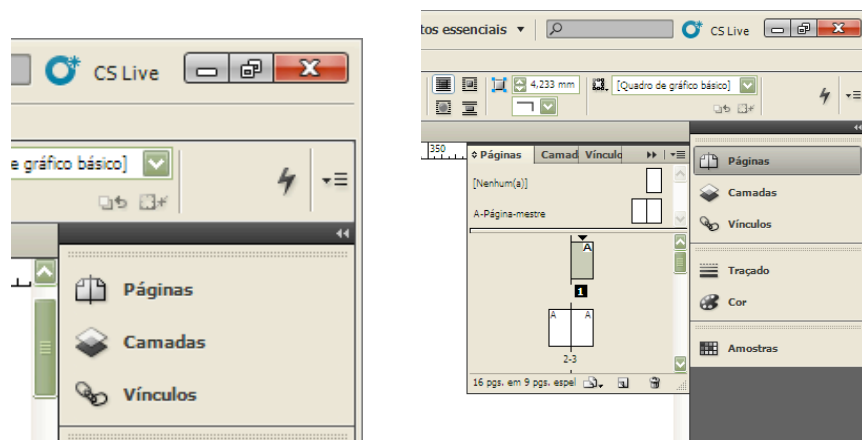 CS Live
e gráfico básico]
Páginas
Camadas
Vínculos
tos essenciais
CS Live
4,233 mm
[Quadro de gráfico básico]
350
Páginas
Camad
Vínculo
[Nenhum(a)]
A-Página-mestre
A
1
A A
2-3
16 pgs. em 9 pgs. espel
Páginas
Camadas
Vínculos
Traçado
Cor
Amostras